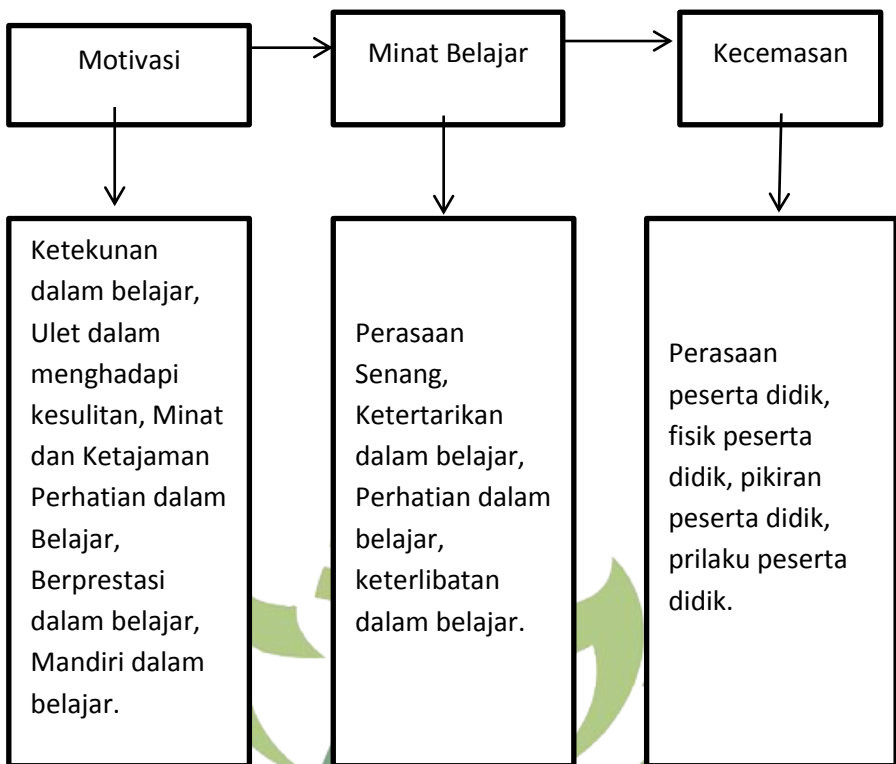 Motivasi
Minat Belajar
Kecemasan
Ketekunan
dalam belajar,
Ulet dalam
menghadapi
kesulitan, Minat
dan Ketajaman
Perhatian dalam
Belajar,
Berprestasi
dalam belajar,
Mandiri dalam
belajar.
Perasaan
Senang,
Ketertarikan
dalam belajar,
Perhatian dalam
belajar,
keterlibatan
dalam belajar.
Perasaan
peserta didik,
fisik peserta
didik, pikiran
peserta didik,
prilaku peserta
didik.